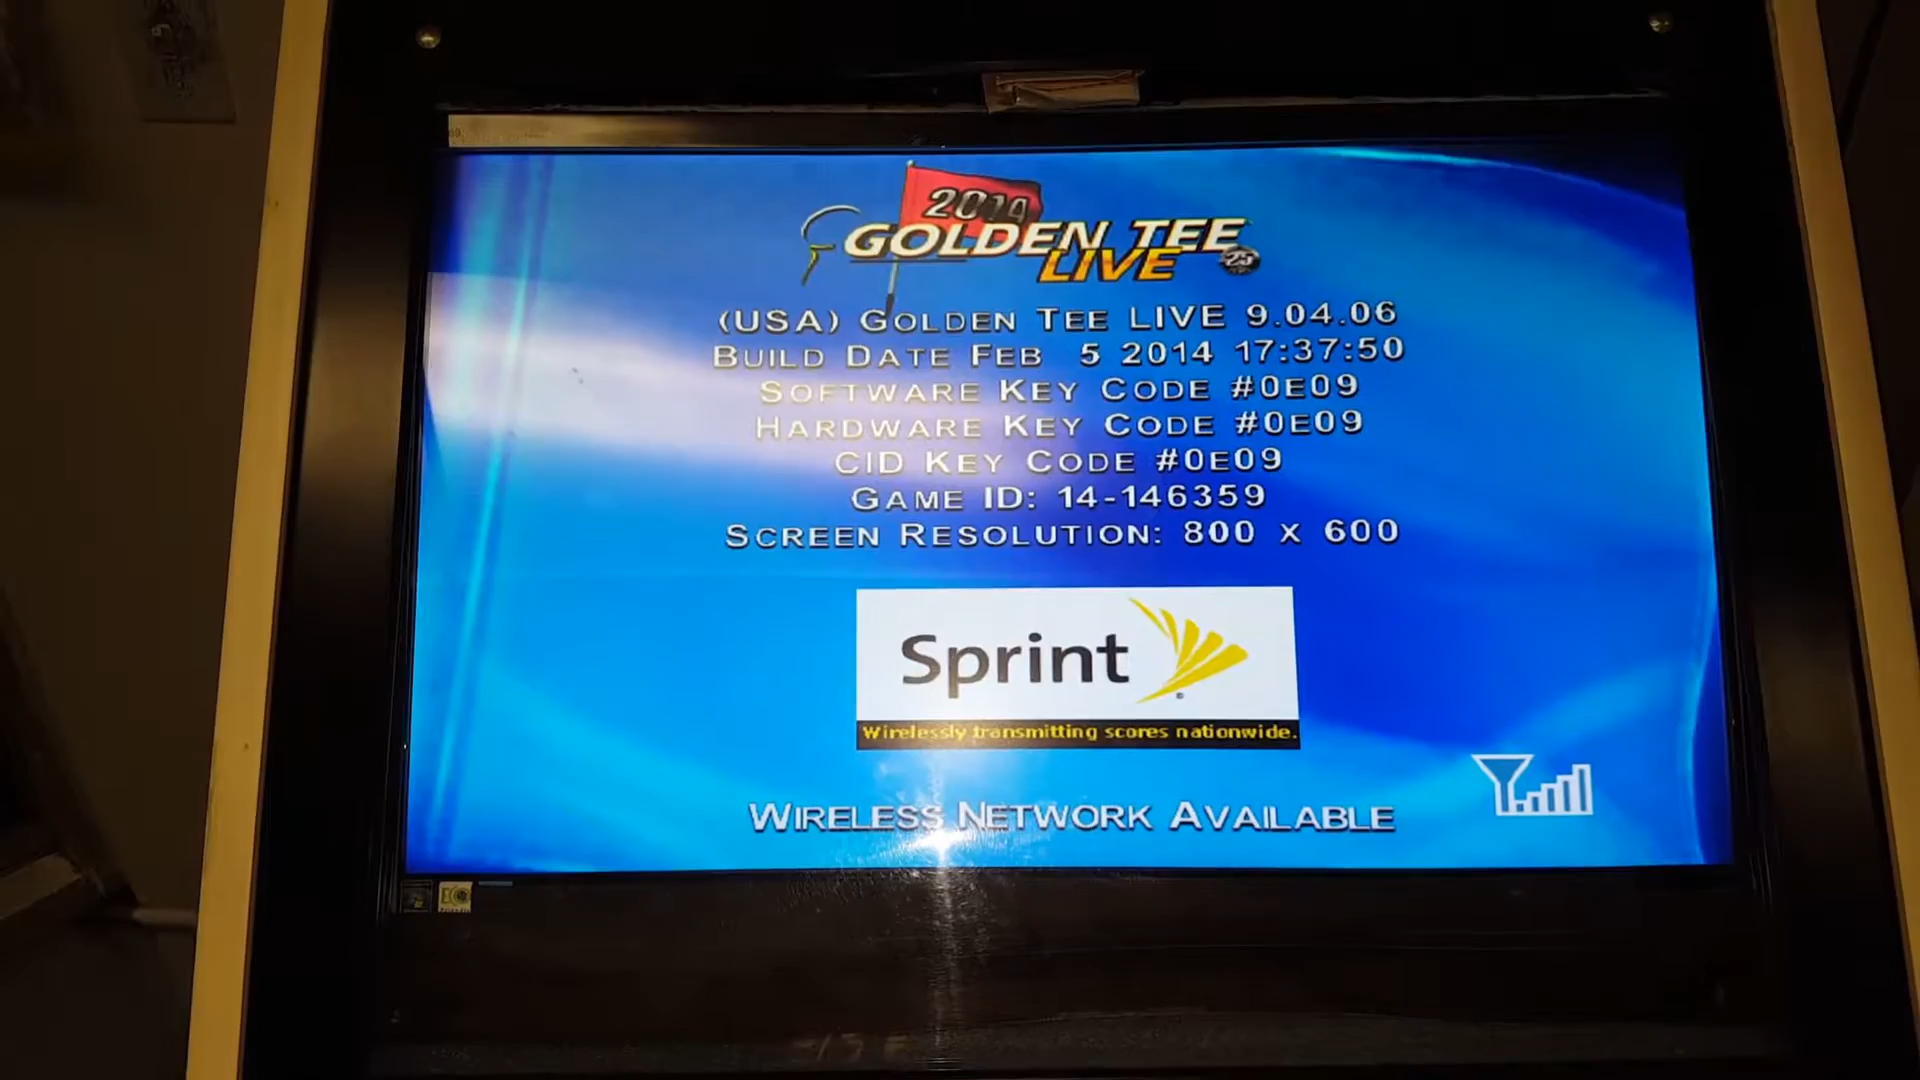 2014
GOLDEN TEE
LIVE 25
(USA) GOLDEN TEE LIVE 9.04.06
BUILD DATE FEB 5 2014 17:37:50
SOFTWARE KEY CODE #0E09
HARDWARE KEY CODE #0E09
CID KEY CODE #0E09
GAME ID: 14-146359
SCREEN RESOLUTION: 800 x 600
Sprint
Wirelessly transmitting scores nationwide.
WIRELESS NETWORK AVAILABLE